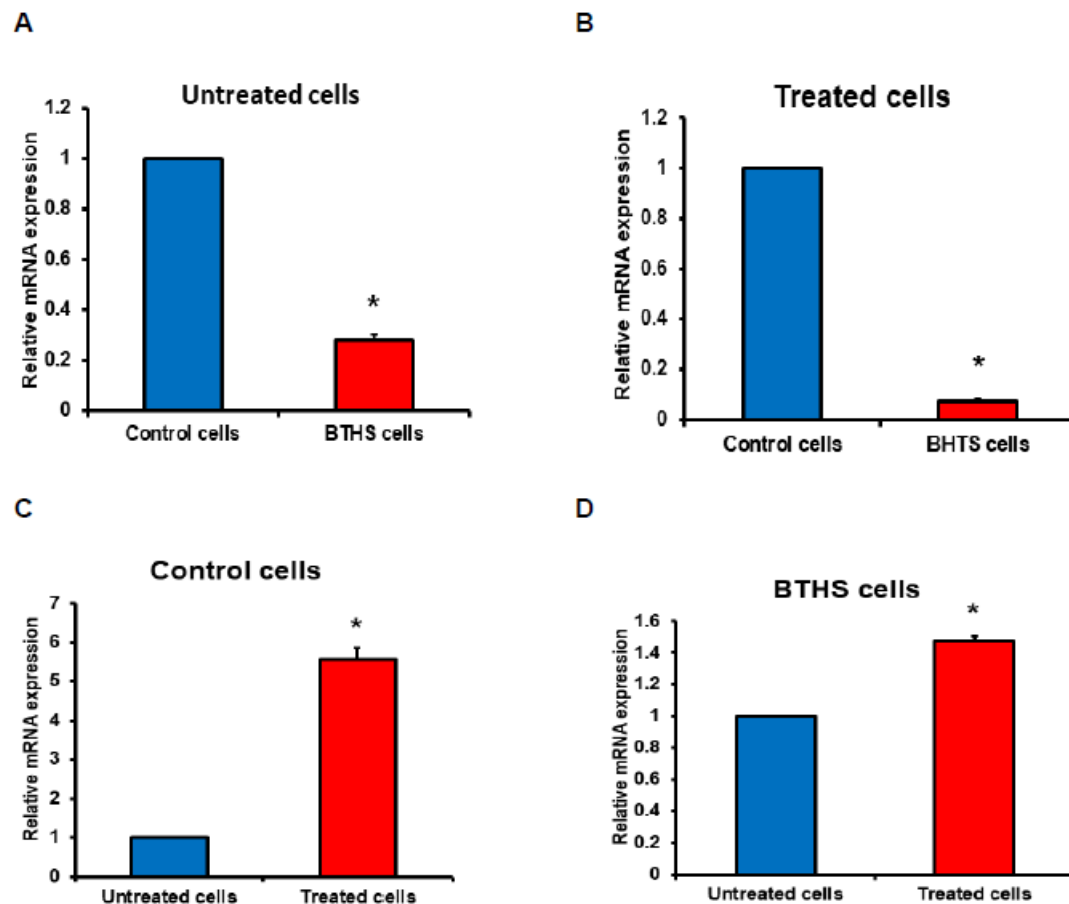 A
Untreated cells
Relative mRNA expression
1.2
1
0.8
0.6
0.4
0.2
0
*
Control cells
BTHS cells
B
Treated cells
Relative mRNA expression
1.2
1
0.8
0.6
0.4
0.2
0
*
Control cells
BHTS cells
C
Control cells
Relative mRNA expression
7
6
5
4
3
2
1
0
*
Untreated cells
Treated cells
D
BTHS cells
Relative mRNA expression
1.6
1.4
1.2
1
0.8
0.6
0.4
0.2
0
*
Untreated cells
Treated cells